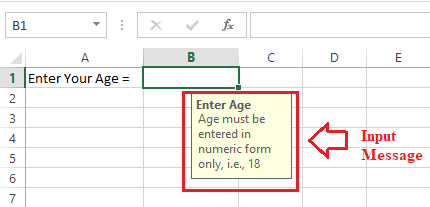 B1
fx
A B C D E
1 Enter Your Age =
2
3
4
5
6
7
Enter Age
Age must be
entered in
numeric form
only, i.e., 18
Input
Message